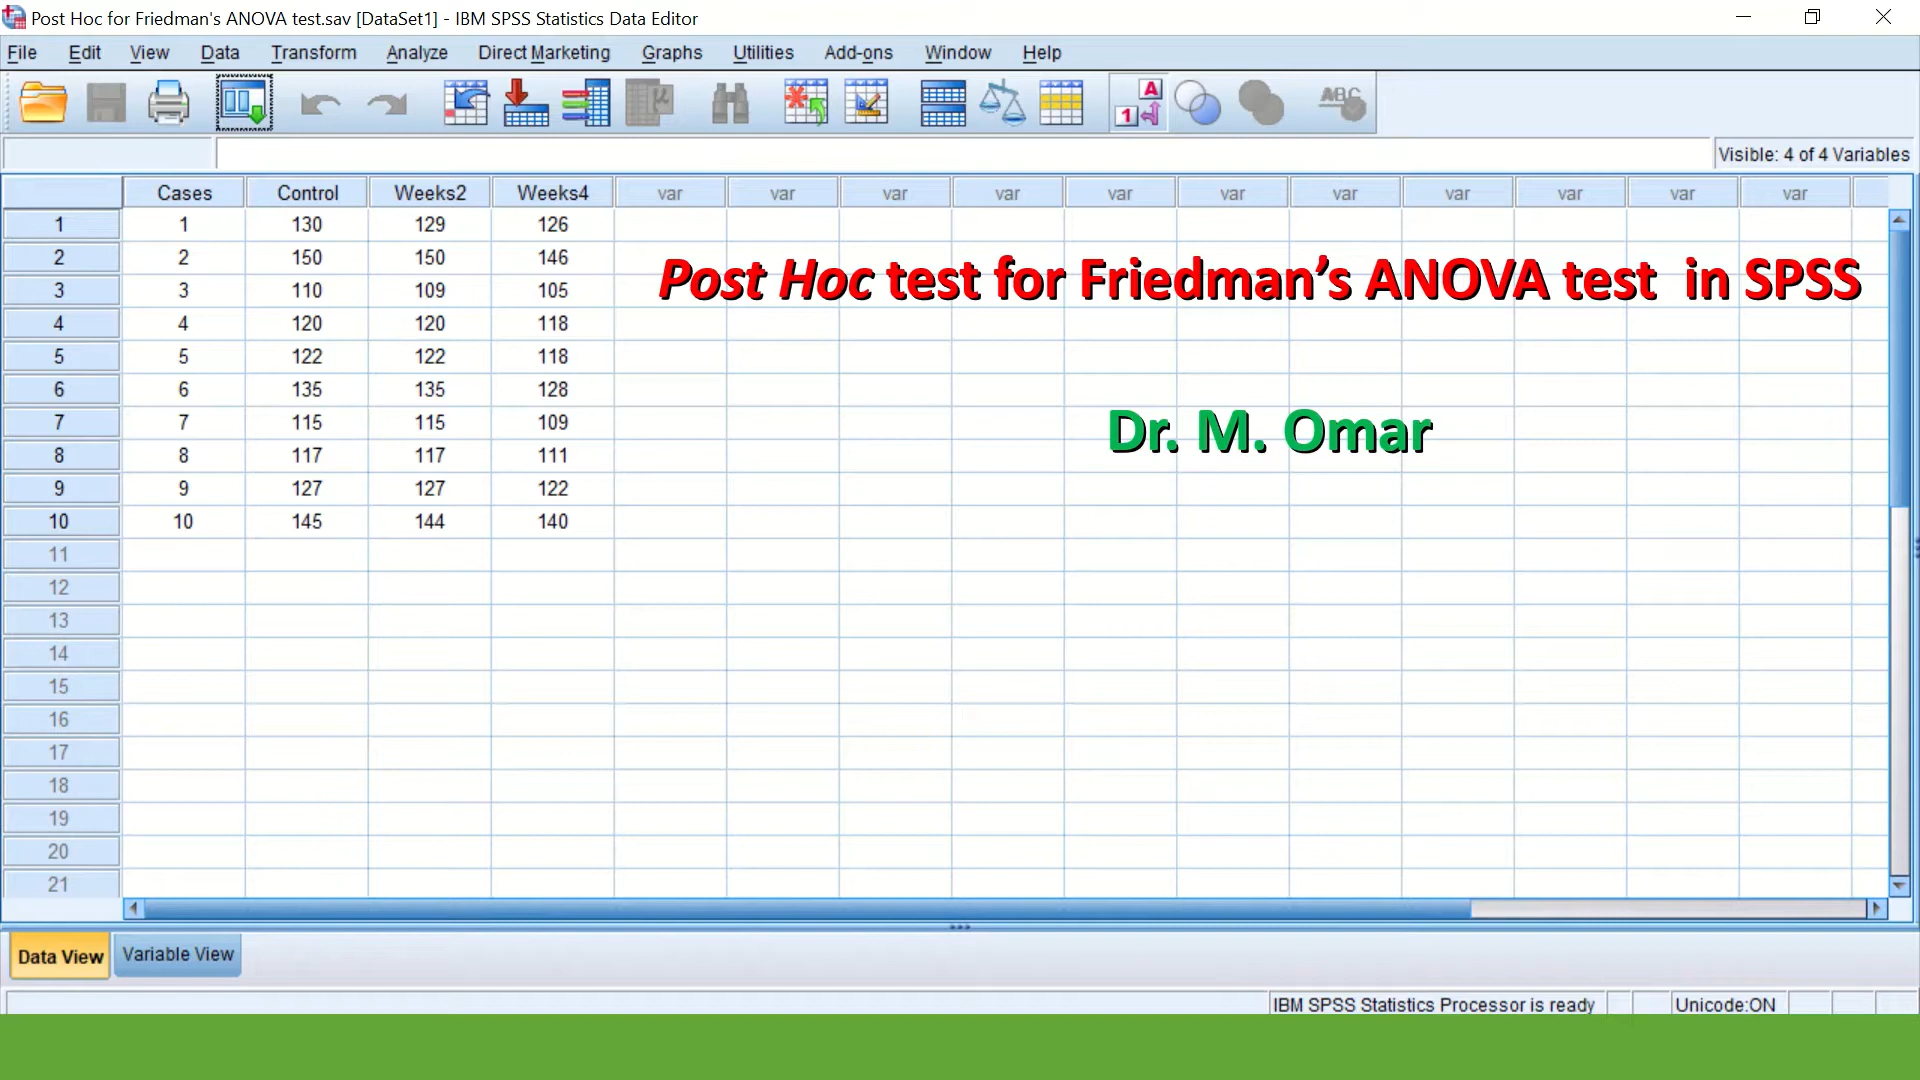 Post Hoc for Friedman's ANOVA test.sav [DataSet1] - IBM SPSS Statistics Data Editor
File Edit View Data Transform Analyze Direct Marketing Graphs Utilities Add-ons Window Help
Visible: 4 of 4 Variables
Cases Control Weeks2 Weeks4 var var var var var var var var var var var
1 1 130 129 126
2 2 150 150 146
3 3 110 109 105
4 4 120 120 118
5 5 122 122 118
6 6 135 135 128
7 7 115 115 109
8 8 117 117 111
9 9 127 127 122
10 10 145 144 140
11
12
13
14
15
16
17
18
19
20
21
Post Hoc test for Friedman’s ANOVA test in SPSS
Dr. M. Omar
Data View Variable View
IBM SPSS Statistics Processor is ready Unicode:ON